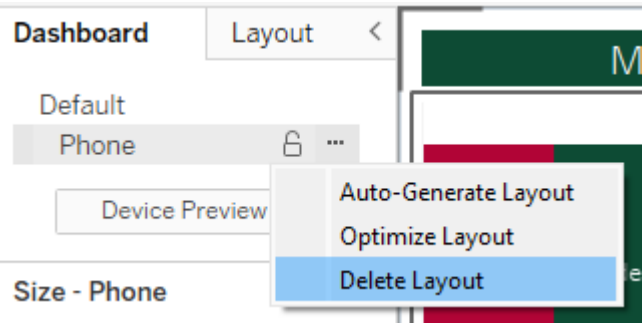 Dashboard
Layout
<
M
Default
Phone
Device Preview
Auto-Generate Layout
Optimize Layout
Delete Layout
Size - Phone